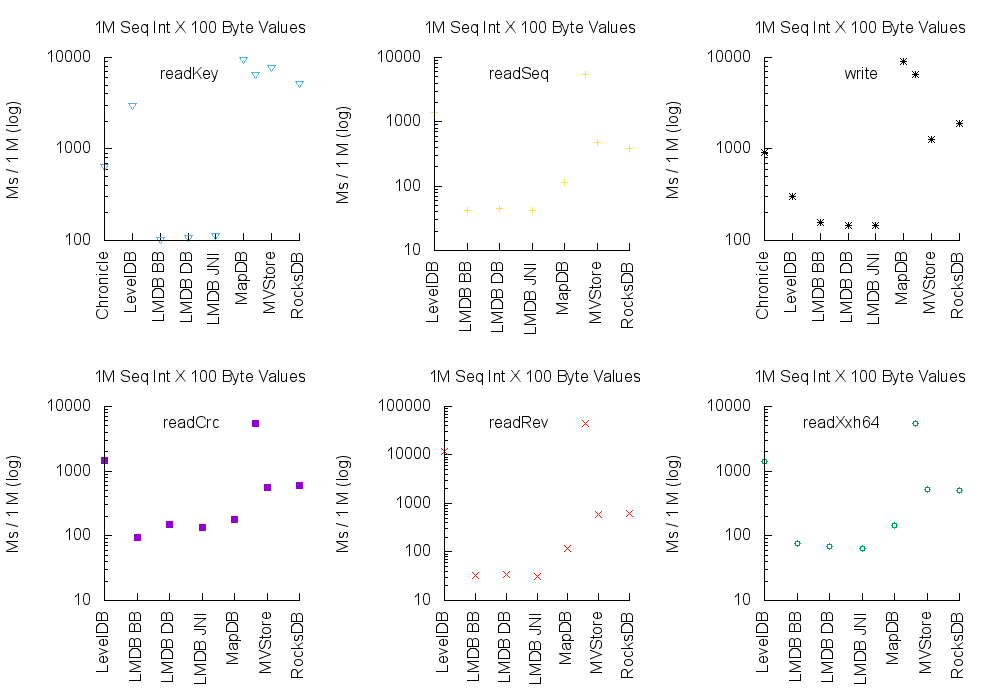 1M Seq Int X 100 Byte Values
readKey
10000
1000
100
Ms / 1 M (log)
Chronicle
LevelDB
LMDB BB
LMDB DB
LMDB JNI
MapDB
MVStore
RocksDB
1M Seq Int X 100 Byte Values
readSeq
10000
1000
100
10
Ms / 1 M (log)
LevelDB
LMDB BB
LMDB DB
LMDB JNI
MapDB
MVStore
RocksDB
1M Seq Int X 100 Byte Values
write
10000
1000
100
Ms / 1 M (log)
Chronicle
LevelDB
LMDB BB
LMDB DB
LMDB JNI
MapDB
MVStore
RocksDB
1M Seq Int X 100 Byte Values
readCrc
10000
1000
100
10
Ms / 1 M (log)
LevelDB
LMDB BB
LMDB DB
LMDB JNI
MapDB
MVStore
RocksDB
1M Seq Int X 100 Byte Values
readRev
100000
10000
1000
100
10
Ms / 1 M (log)
LevelDB
LMDB BB
LMDB DB
LMDB JNI
MapDB
MVStore
RocksDB
1M Seq Int X 100 Byte Values
readXxh64
10000
1000
100
10
Ms / 1 M (log)
LevelDB
LMDB BB
LMDB DB
LMDB JNI
MapDB
MVStore
RocksDB